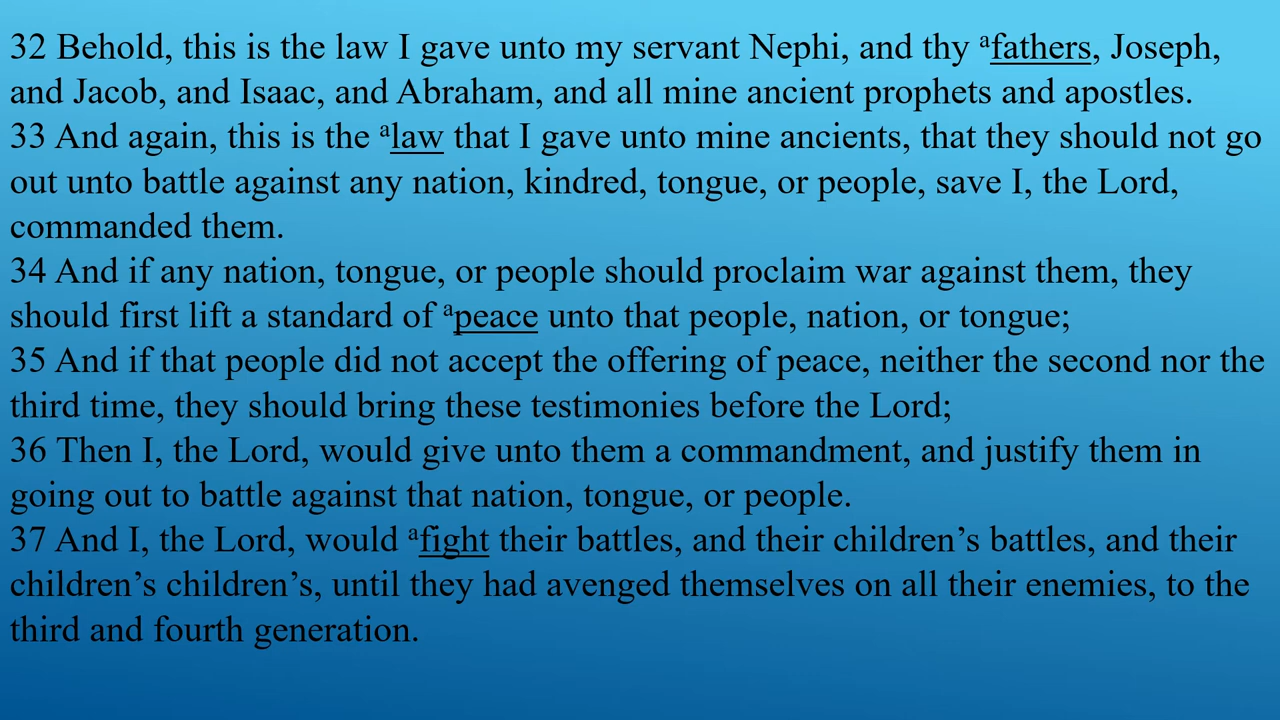 32 Behold, this is the law I gave unto my servant Nephi, and thy ᵃfathers, Joseph,
and Jacob, and Isaac, and Abraham, and all mine ancient prophets and apostles.
33 And again, this is the ᵃlaw that I gave unto mine ancients, that they should not go
out unto battle against any nation, kindred, tongue, or people, save I, the Lord,
commanded them.
34 And if any nation, tongue, or people should proclaim war against them, they
should first lift a standard of ᵃpeace unto that people, nation, or tongue;
35 And if that people did not accept the offering of peace, neither the second nor the
third time, they should bring these testimonies before the Lord;
36 Then I, the Lord, would give unto them a commandment, and justify them in
going out to battle against that nation, tongue, or people.
37 And I, the Lord, would ᵃfight their battles, and their children’s battles, and their
children’s children’s, until they had avenged themselves on all their enemies, to the
third and fourth generation.